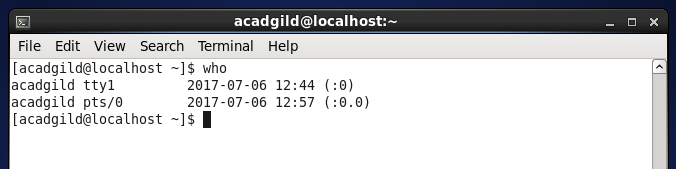 acadgild@localhost:~
File Edit View Search Terminal Help
[acadgild@localhost ~]$ who
acadgild tty1         2017-07-06 12:44 (:0)
acadgild pts/0        2017-07-06 12:57 (:0.0)
[acadgild@localhost ~]$